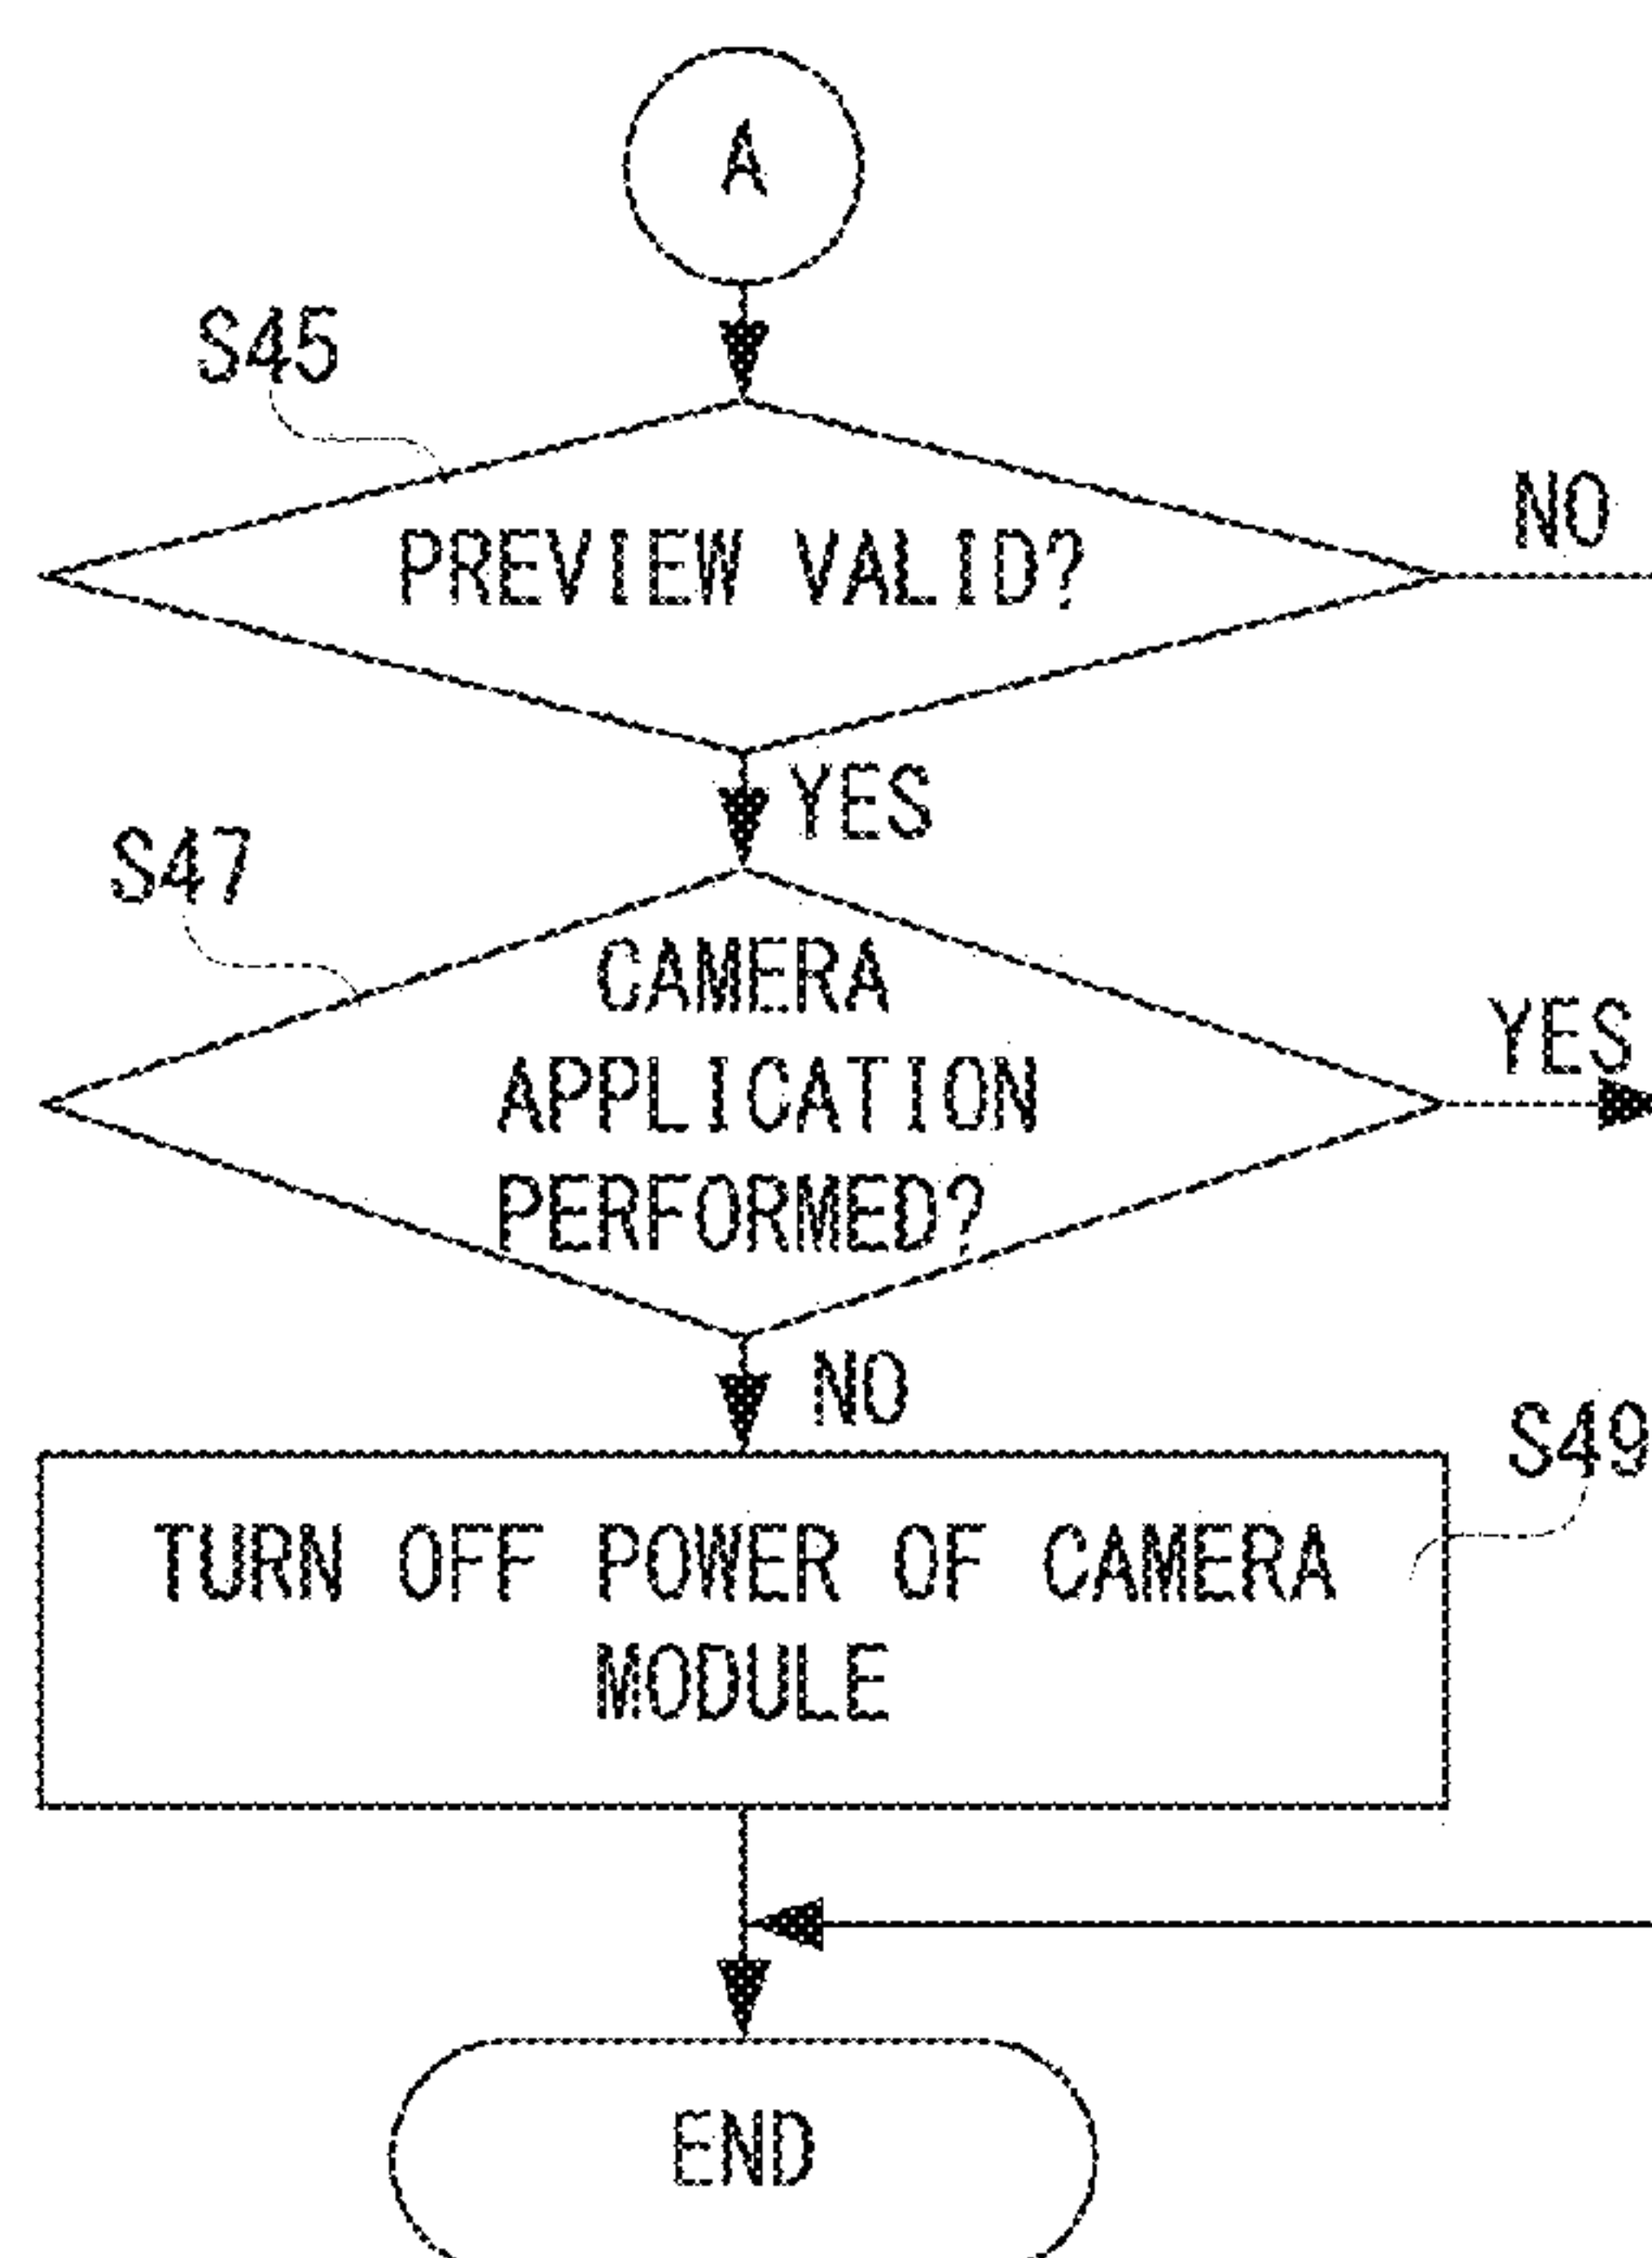 A
S45
PREVIEW VALID?
NO
YES
S47
CAMERA
APPLICATION
PERFORMED?
YES
NO
S49
TURN OFF POWER OF CAMERA
MODULE
END